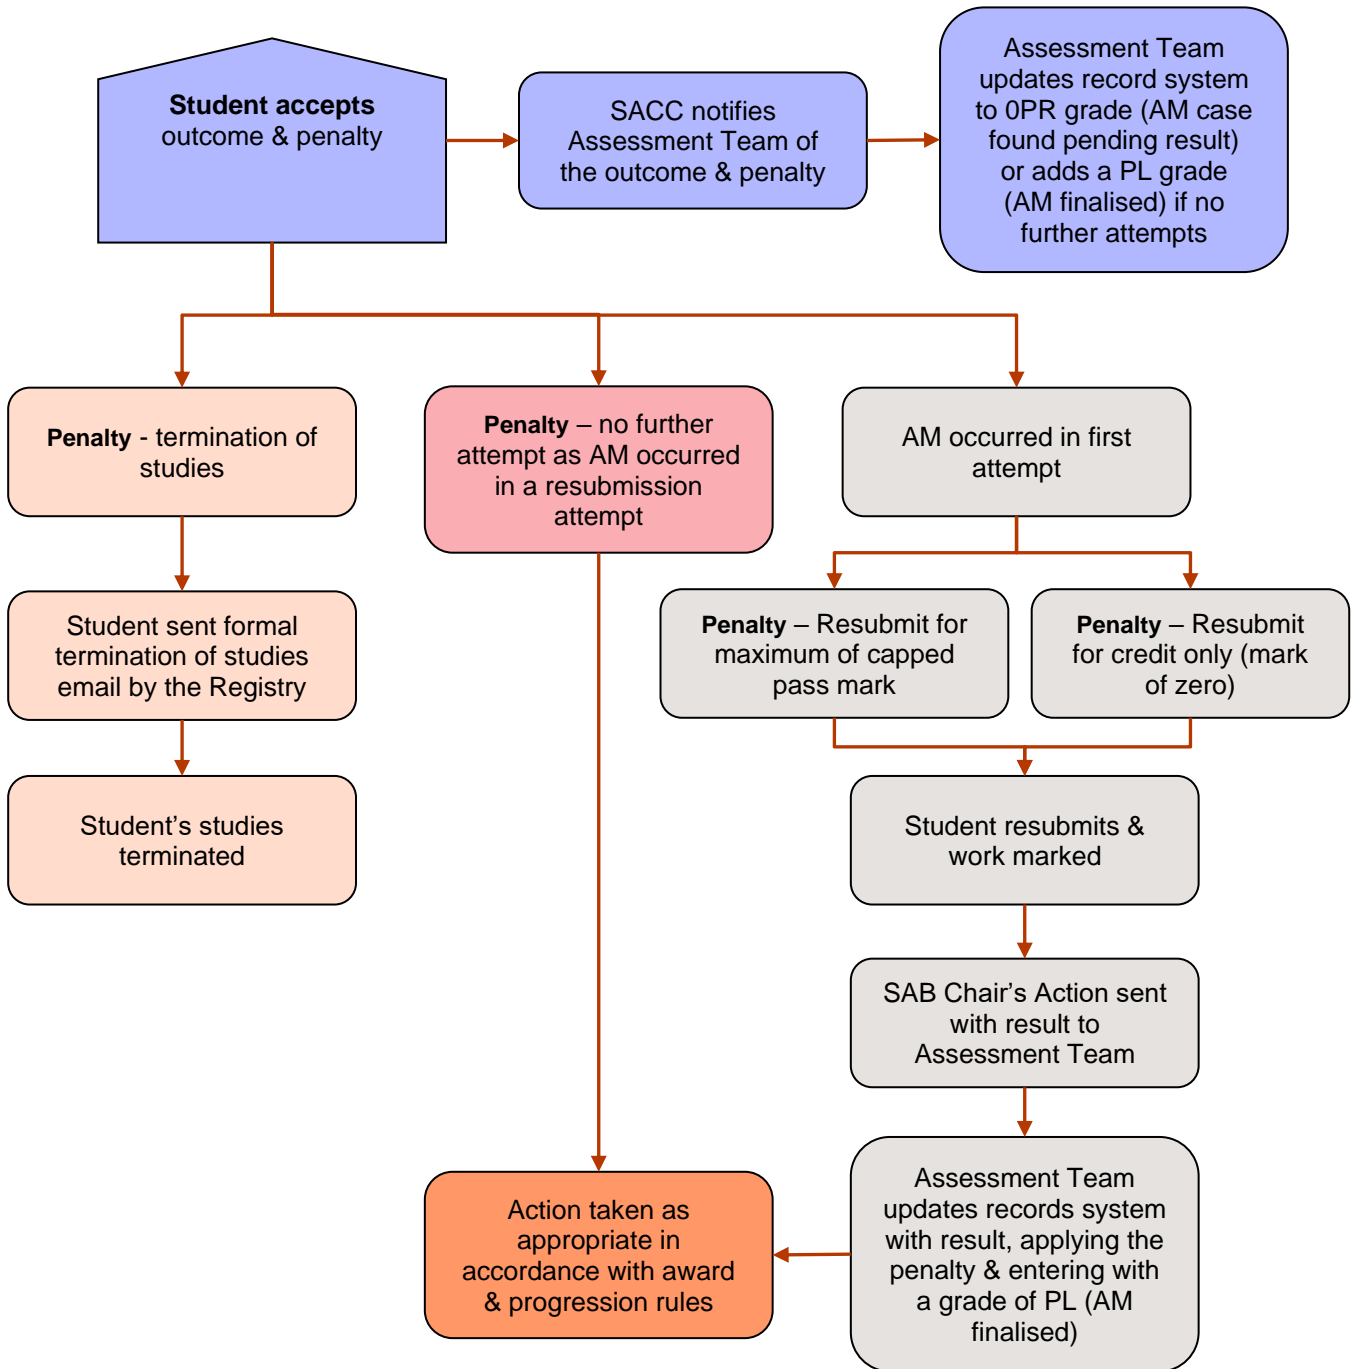 Student accepts
outcome & penalty
SACC notifies
Assessment Team of
the outcome & penalty
Assessment Team
updates record system
to 0PR grade (AM case
found pending result)
or adds a PL grade
(AM finalised) if no
further attempts
Penalty - termination of
studies
Penalty – no further
attempt as AM occurred
in a resubmission
attempt
AM occurred in first
attempt
Student sent formal
termination of studies
email by the Registry
Penalty – Resubmit for
maximum of capped
pass mark
Penalty – Resubmit
for credit only (mark
of zero)
Student’s studies
terminated
Student resubmits &
work marked
SAB Chair’s Action sent
with result to
Assessment Team
Action taken as
appropriate in
accordance with award
& progression rules
Assessment Team
updates records system
with result, applying the
penalty & entering with
a grade of PL (AM
finalised)